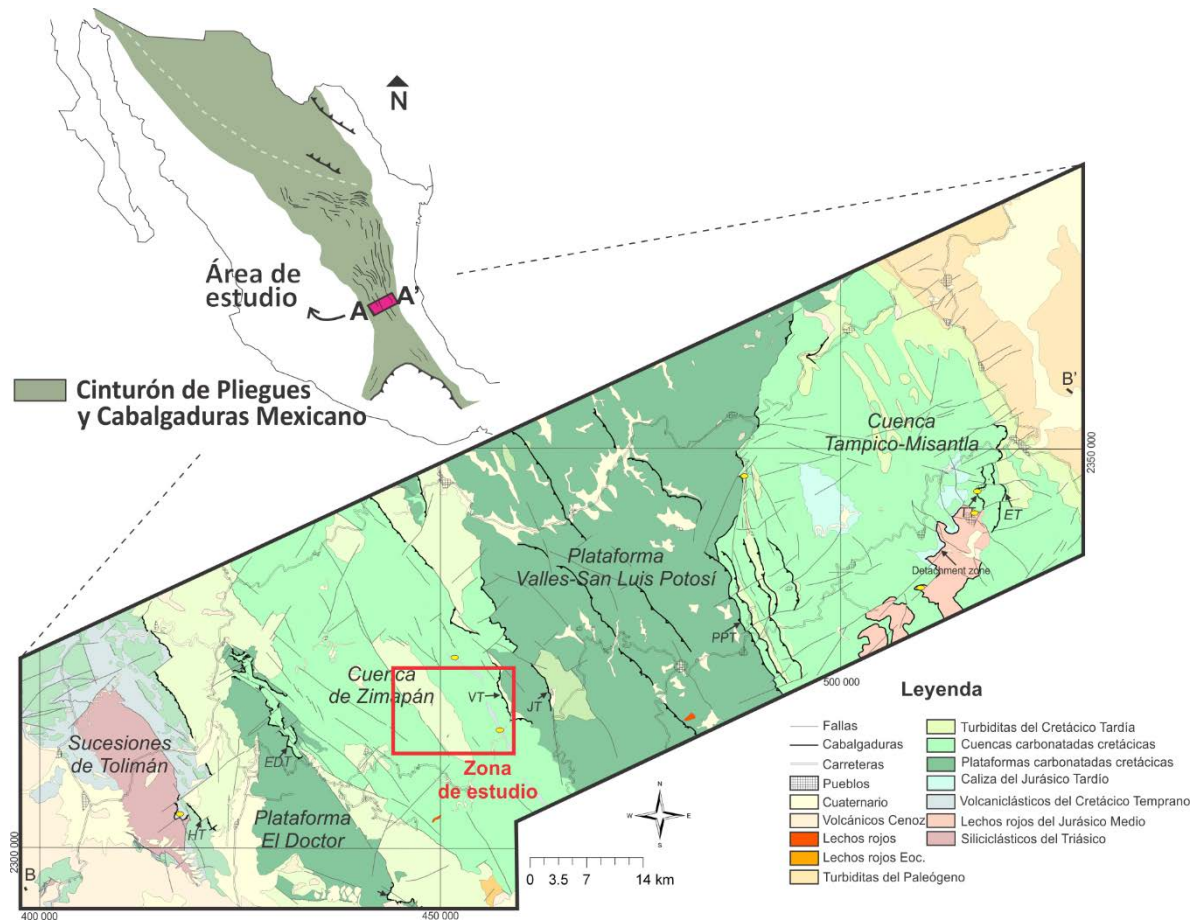 N
Área de
estudio
A
A'
Cinturón de Pliegues
y Cabalgaduras Mexicano
B'
Cuenca
Tampico-Misantla
2350 000
ET
Detachment zone
Plataforma
Valles-San Luis Potosí
PPT
500 000
Cuenca
de Zimapán
VT
JT
Zona
de estudio
Sucesiones
de Tolimán
EDT
HT
Plataforma
El Doctor
2300 000
B
400 000
450 000
N
W
E
S
0 3.5 7 14 km
Leyenda
Fallas
Cabalgaduras
Carreteras
Pueblos
Cuaternario
Volcánicos Cenoz
Lechos rojos
Lechos rojos Eoc.
Turbiditas del Paleógeno
Turbiditas del Cretácico Tardía
Cuencas carbonatadas cretácicas
Plataformas carbonatadas cretácicas
Caliza del Jurásico Tardío
Volcaniclásticos del Cretácico Temprano
Lechos rojos del Jurásico Medio
Siliciclásticos del Triásico